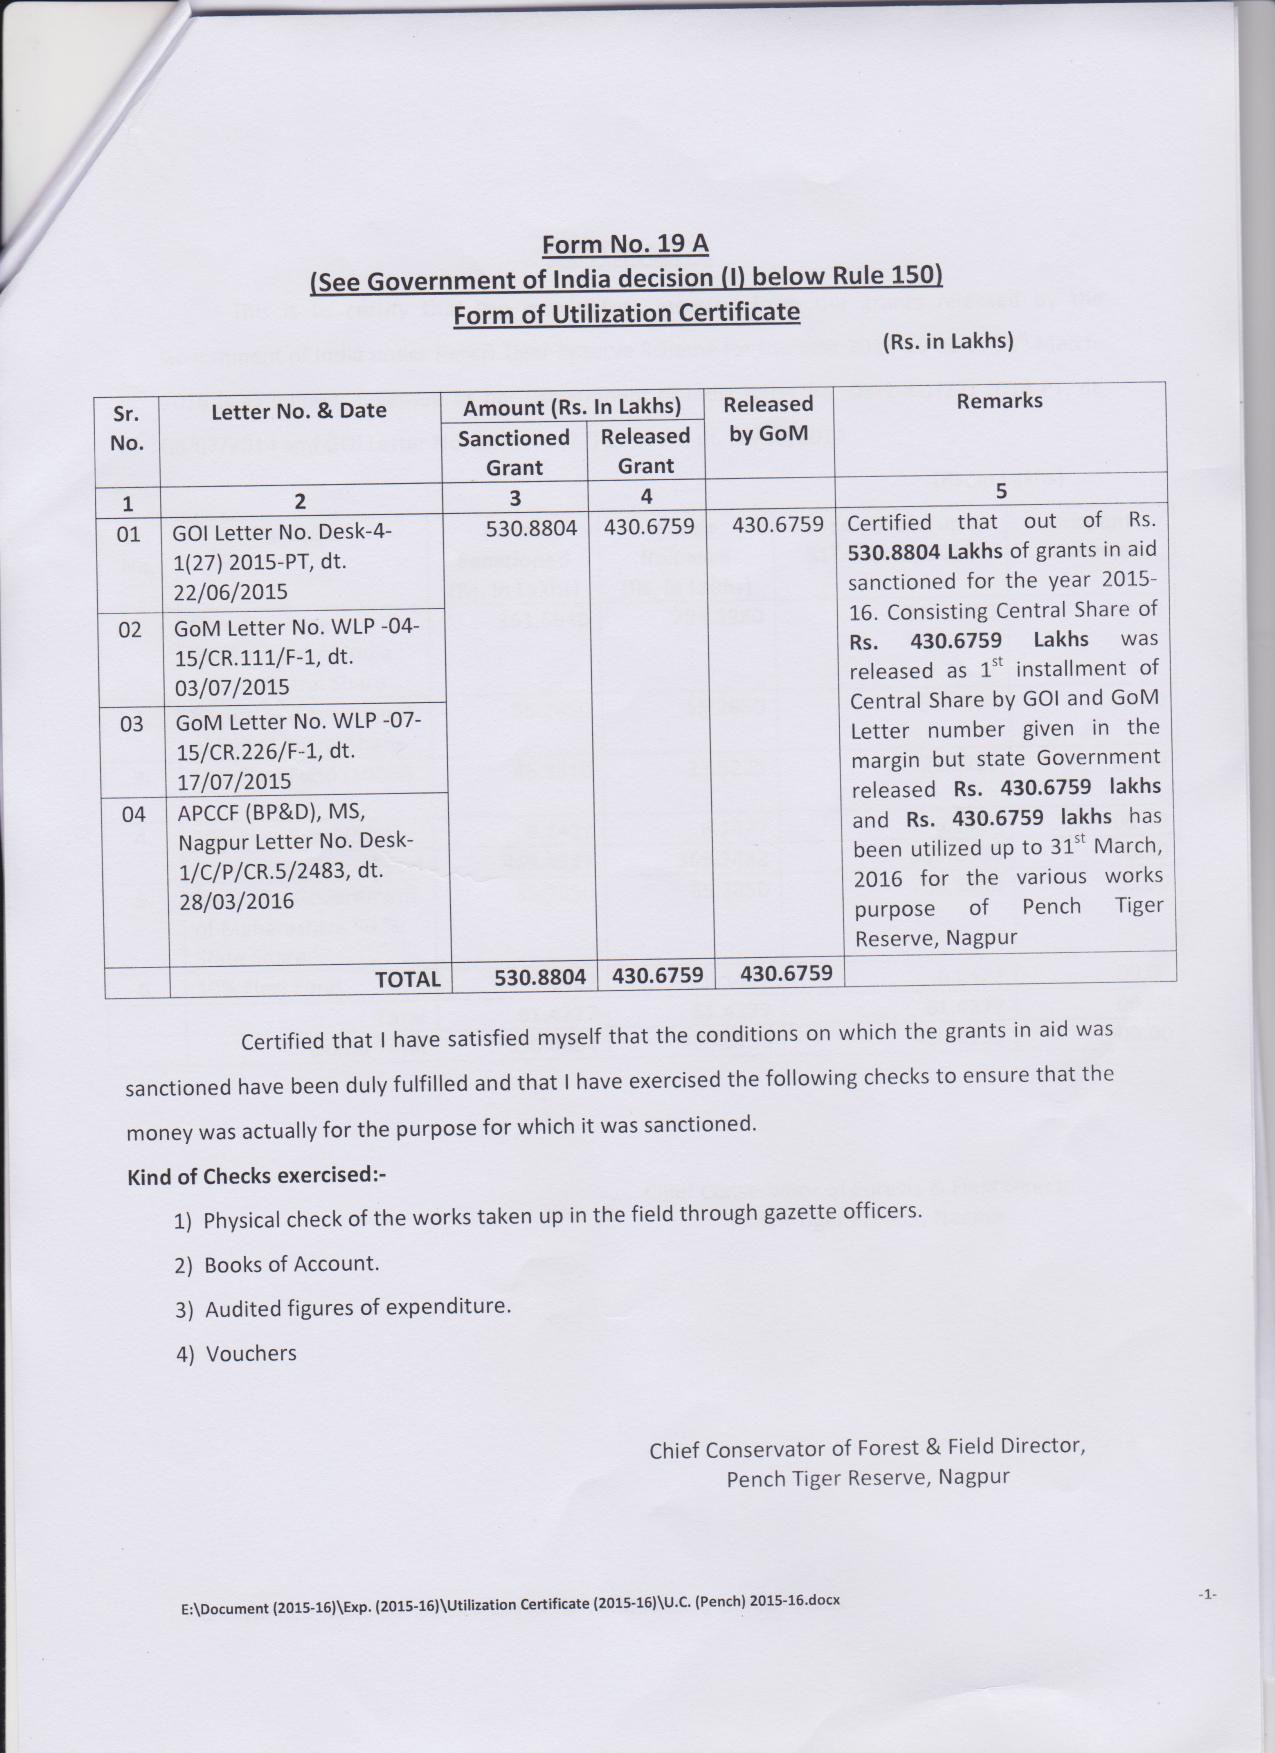 Form No. 19 A
(See Government of India decision (I) below Rule 150)
Form of Utilization Certificate
(Rs. in Lakhs)
Sr. No. Letter No. & Date Amount (Rs. In Lakhs) Released by GoM Remarks
Sanctioned Grant Released Grant
1 2 3 4 5
01 GOI Letter No. Desk-4-
1(27) 2015-PT, dt.
22/06/2015
530.8804 430.6759 430.6759
02 GoM Letter No. WLP -04-
15/CR.111/F-1, dt.
03/07/2015
03 GoM Letter No. WLP -07-
15/CR.226/F-1, dt.
17/07/2015
04 APCCF (BP&D), MS,
Nagpur Letter No. Desk-
1/C/P/CR.5/2483, dt.
28/03/2016
Certified that out of Rs.
530.8804 Lakhs of grants in aid
sanctioned for the year 2015-
16. Consisting Central Share of
Rs. 430.6759 Lakhs was
released as 1st installment of
Central Share by GOI and GoM
Letter number given in the
margin but state Government
released Rs. 430.6759 lakhs
and Rs. 430.6759 lakhs has
been utilized up to 31st March,
2016 for the various works
purpose of Pench Tiger
Reserve, Nagpur
TOTAL 530.8804 430.6759 430.6759
Certified that I have satisfied myself that the conditions on which the grants in aid was
sanctioned have been duly fulfilled and that I have exercised the following checks to ensure that the
money was actually for the purpose for which it was sanctioned.
Kind of Checks exercised:-
1) Physical check of the works taken up in the field through gazette officers.
2) Books of Account.
3) Audited figures of expenditure.
4) Vouchers
Chief Conservator of Forest & Field Director,
Pench Tiger Reserve, Nagpur
E:\Document (2015-16)\Exp. (2015-16)\Utilization Certificate (2015-16)\U.C. (Pench) 2015-16.docx
-1-